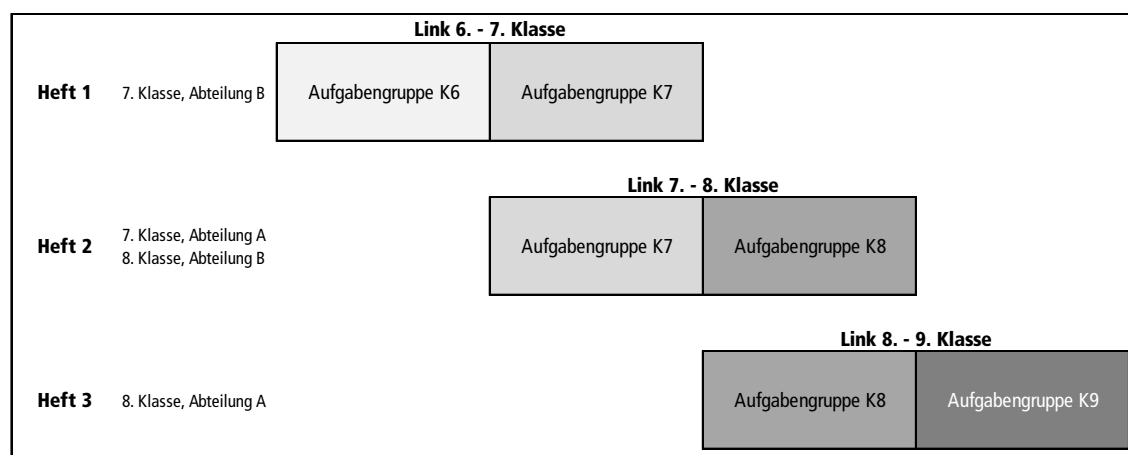 Link 6. - 7. Klasse
Heft 1 7. Klasse, Abteilung B Aufgabengruppe K6 Aufgabengruppe K7
Link 7. - 8. Klasse
7. Klasse, Abteilung A
Heft 2 Aufgabengruppe K7 Aufgabengruppe K8
8. Klasse, Abteilung B
Link 8. - 9. Klasse
Heft 3 8. Klasse, Abteilung A Aufgabengruppe K8 Aufgabengruppe K9